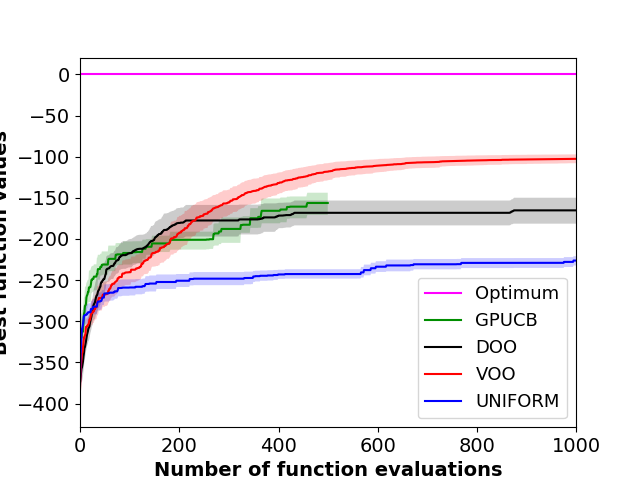 0
−50
−100
−150
−200
−250
−300
−350
−400
Best function values
Optimum
GPUCB
DOO
VOO
UNIFORM
0
200
400
600
800
1000
Number of function evaluations